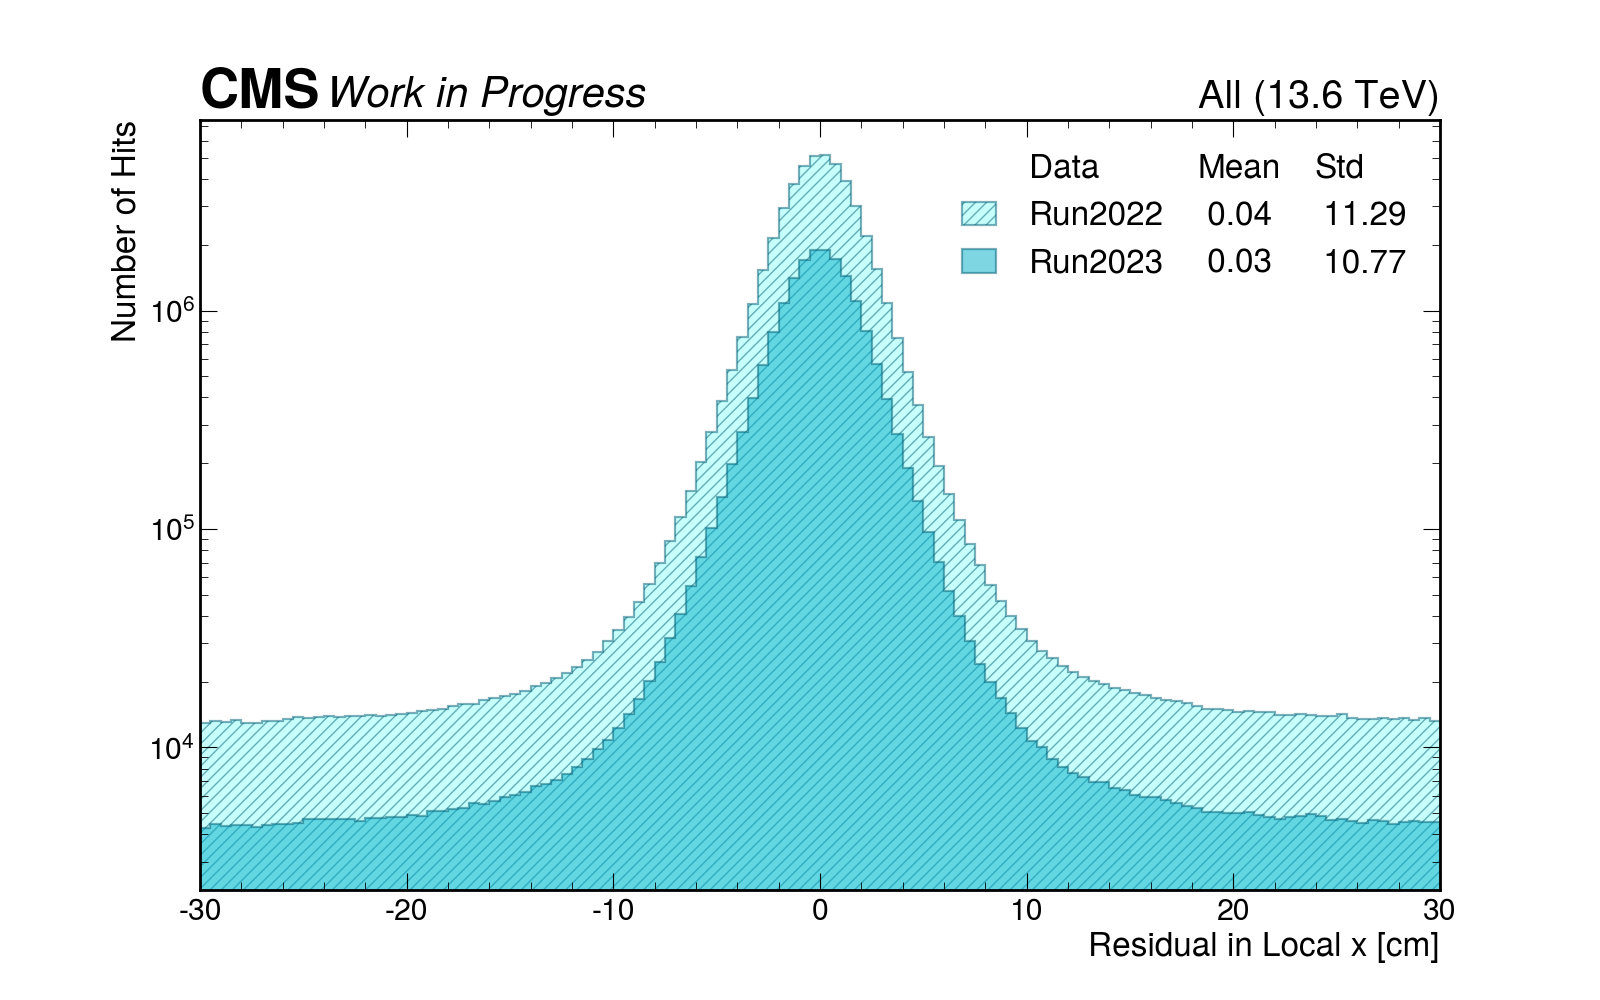 CMS Work in Progress
All (13.6 TeV)
Number of Hits
Data Mean Std
Run2022 0.04 11.29
Run2023 0.03 10.77
10⁶
10⁵
10⁴
-30 -20 -10 0 10 20 30
Residual in Local x [cm]